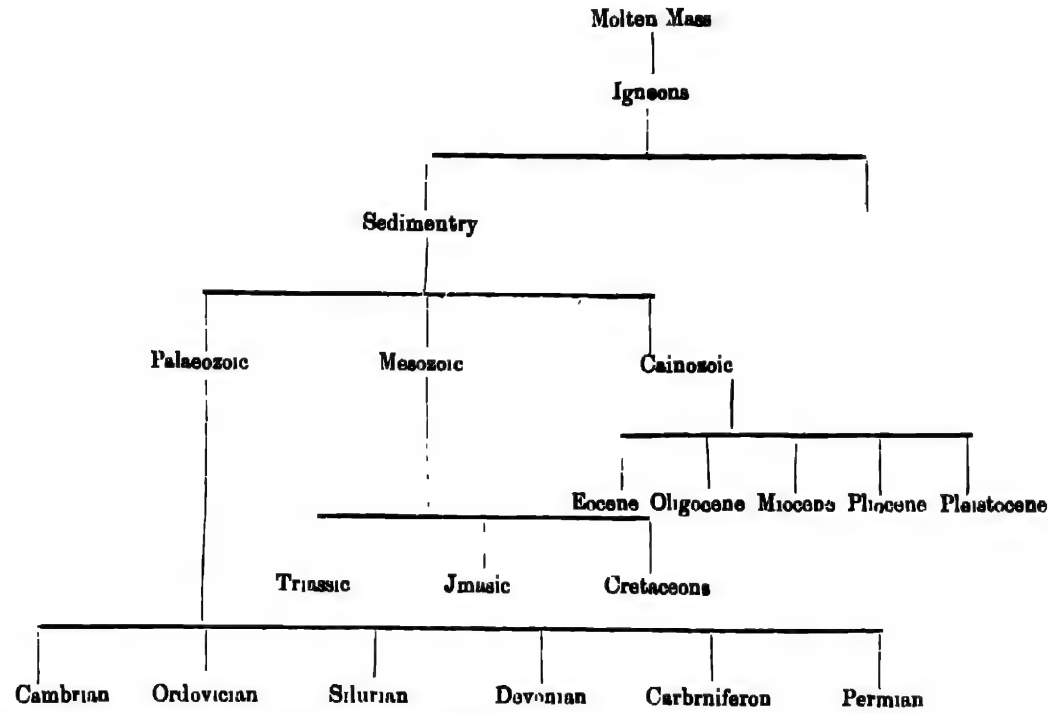 Molten Mass
Igneons
Sedimentry
Palaeozoic Mesozoic Cainozoic
Eocene Oligocene Miocene Pliocene Pleistocene
Triassic Jmusic Cretaceons
Cambrian Ordovician Silurian Devonian Carbrniferon Permian